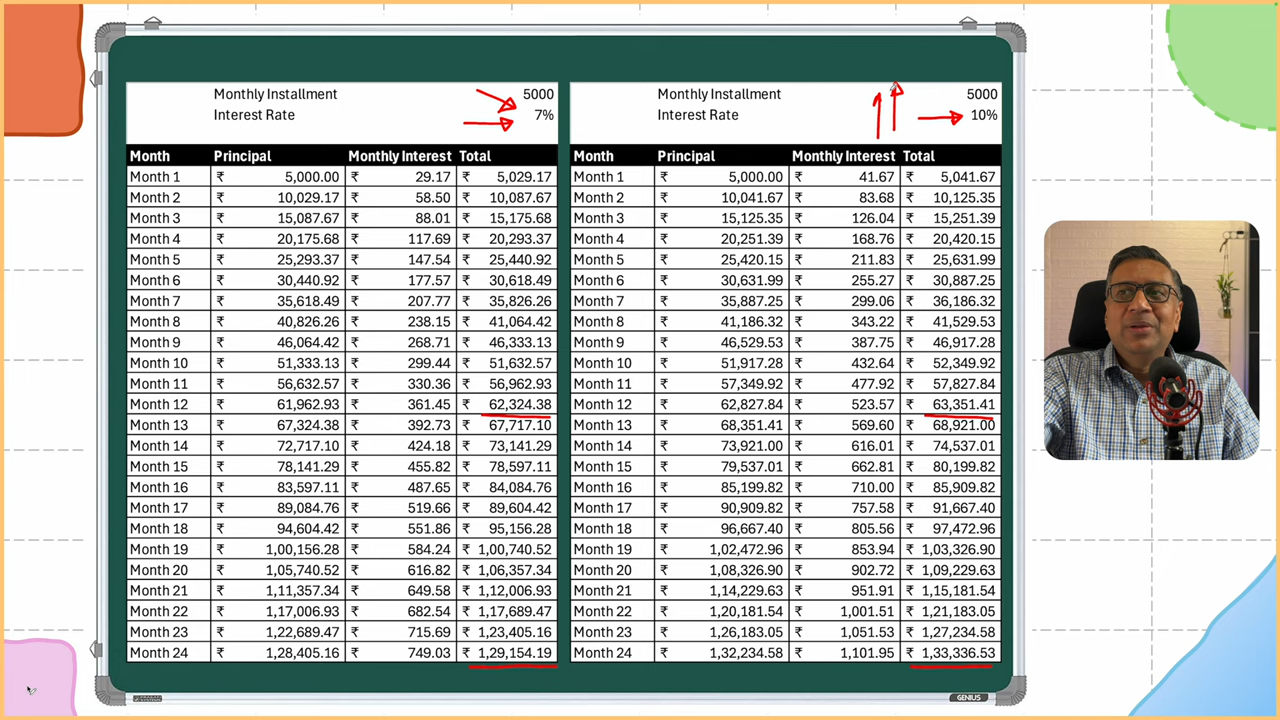 Monthly Installment 5000
Interest Rate 7%
Month Principal Monthly Interest Total
Month 1 ₹ 5,000.00 ₹ 29.17 ₹ 5,029.17
Month 2 ₹ 10,029.17 ₹ 58.50 ₹ 10,087.67
Month 3 ₹ 15,087.67 ₹ 88.01 ₹ 15,175.68
Month 4 ₹ 20,175.68 ₹ 117.69 ₹ 20,293.37
Month 5 ₹ 25,293.37 ₹ 147.54 ₹ 25,440.92
Month 6 ₹ 30,440.92 ₹ 177.57 ₹ 30,618.49
Month 7 ₹ 35,618.49 ₹ 207.77 ₹ 35,826.26
Month 8 ₹ 40,826.26 ₹ 238.15 ₹ 41,064.42
Month 9 ₹ 46,064.42 ₹ 268.71 ₹ 46,333.13
Month 10 ₹ 51,333.13 ₹ 299.44 ₹ 51,632.57
Month 11 ₹ 56,632.57 ₹ 330.36 ₹ 56,962.93
Month 12 ₹ 61,962.93 ₹ 361.45 ₹ 62,324.38
Month 13 ₹ 67,324.38 ₹ 392.73 ₹ 67,717.10
Month 14 ₹ 72,717.10 ₹ 424.18 ₹ 73,141.29
Month 15 ₹ 78,141.29 ₹ 455.82 ₹ 78,597.11
Month 16 ₹ 83,597.11 ₹ 487.65 ₹ 84,084.76
Month 17 ₹ 89,084.76 ₹ 519.66 ₹ 89,604.42
Month 18 ₹ 94,604.42 ₹ 551.86 ₹ 95,156.28
Month 19 ₹ 1,00,156.28 ₹ 584.24 ₹ 1,00,740.52
Month 20 ₹ 1,05,740.52 ₹ 616.82 ₹ 1,06,357.34
Month 21 ₹ 1,11,357.34 ₹ 649.58 ₹ 1,12,006.93
Month 22 ₹ 1,17,006.93 ₹ 682.54 ₹ 1,17,689.47
Month 23 ₹ 1,22,689.47 ₹ 715.69 ₹ 1,23,405.16
Month 24 ₹ 1,28,405.16 ₹ 749.03 ₹ 1,29,154.19
Monthly Installment 5000
Interest Rate 10%
Month Principal Monthly Interest Total
Month 1 ₹ 5,000.00 ₹ 41.67 ₹ 5,041.67
Month 2 ₹ 10,041.67 ₹ 83.68 ₹ 10,125.35
Month 3 ₹ 15,125.35 ₹ 126.04 ₹ 15,251.39
Month 4 ₹ 20,251.39 ₹ 168.76 ₹ 20,420.15
Month 5 ₹ 25,420.15 ₹ 211.83 ₹ 25,631.99
Month 6 ₹ 30,631.99 ₹ 255.27 ₹ 30,887.25
Month 7 ₹ 35,887.25 ₹ 299.06 ₹ 36,186.32
Month 8 ₹ 41,186.32 ₹ 343.22 ₹ 41,529.53
Month 9 ₹ 46,529.53 ₹ 387.75 ₹ 46,917.28
Month 10 ₹ 51,917.28 ₹ 432.64 ₹ 52,349.92
Month 11 ₹ 57,349.92 ₹ 477.92 ₹ 57,827.84
Month 12 ₹ 62,827.84 ₹ 523.57 ₹ 63,351.41
Month 13 ₹ 68,351.41 ₹ 569.60 ₹ 68,921.00
Month 14 ₹ 73,921.00 ₹ 616.01 ₹ 74,537.01
Month 15 ₹ 79,537.01 ₹ 662.81 ₹ 80,199.82
Month 16 ₹ 85,199.82 ₹ 710.00 ₹ 85,909.82
Month 17 ₹ 90,909.82 ₹ 757.58 ₹ 91,667.40
Month 18 ₹ 96,667.40 ₹ 805.56 ₹ 97,472.96
Month 19 ₹ 1,02,472.96 ₹ 853.94 ₹ 1,03,326.90
Month 20 ₹ 1,08,326.90 ₹ 902.72 ₹ 1,09,229.63
Month 21 ₹ 1,14,229.63 ₹ 951.91 ₹ 1,15,181.54
Month 22 ₹ 1,20,181.54 ₹ 1,001.51 ₹ 1,21,183.05
Month 23 ₹ 1,26,183.05 ₹ 1,051.53 ₹ 1,27,234.58
Month 24 ₹ 1,32,234.58 ₹ 1,101.95 ₹ 1,33,336.53
GENIUS